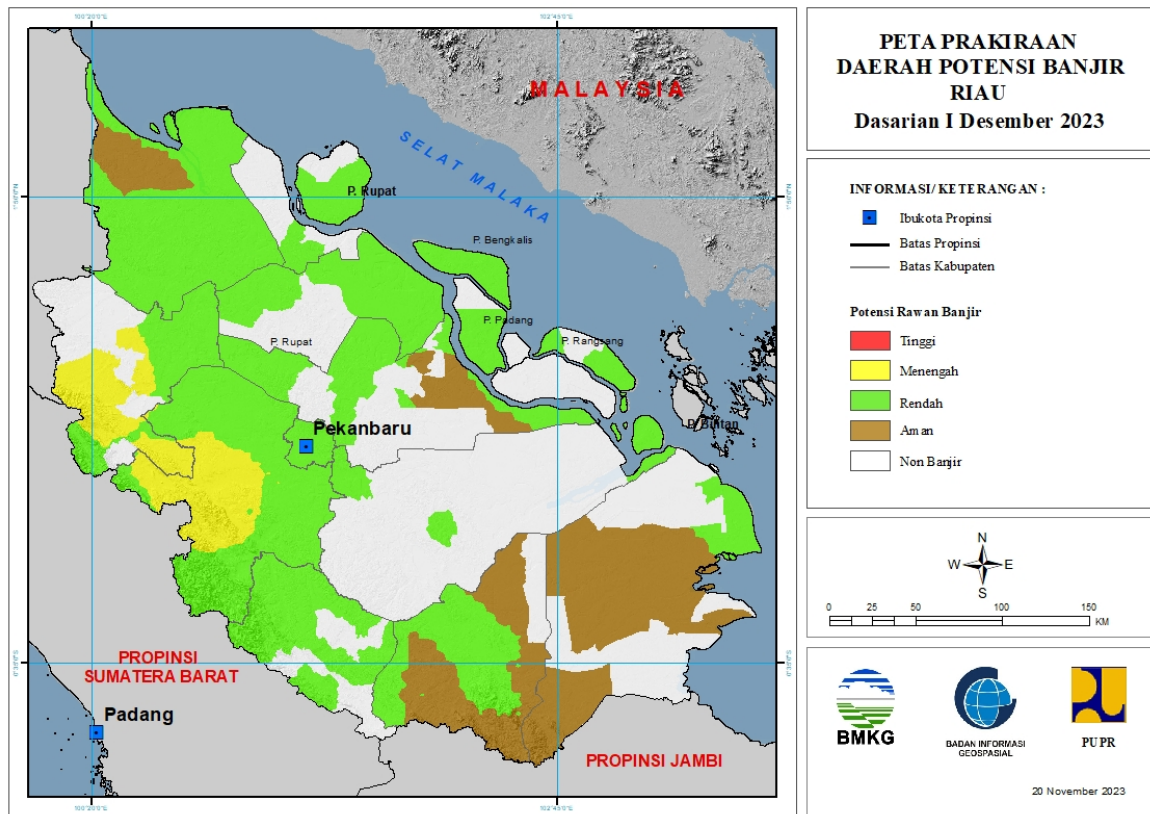 PETA PRAKIRAAN
DAERAH POTENSI BANJIR
RIAU
Dasarian I Desember 2023
INFORMASI/ KETERANGAN :
Ibukota Propinsi
Batas Propinsi
Batas Kabupaten
Potensi Rawan Banjir
Tinggi
Menengah
Rendah
Aman
Non Banjir
N
W E
S
0 25 50 100 150
KM
BMKG
BADAN INFORMASI
GEOSPASIAL
PUPR
20 November 2023
MALAYSIA
SELAT MALAKA
P. Rupat
P. Bengkalis
P. Padang
P. Rupat
P. Rangsang
P. Bintan
Pekanbaru
PROPINSI
SUMATERA BARAT
Padang
PROPINSI JAMBI